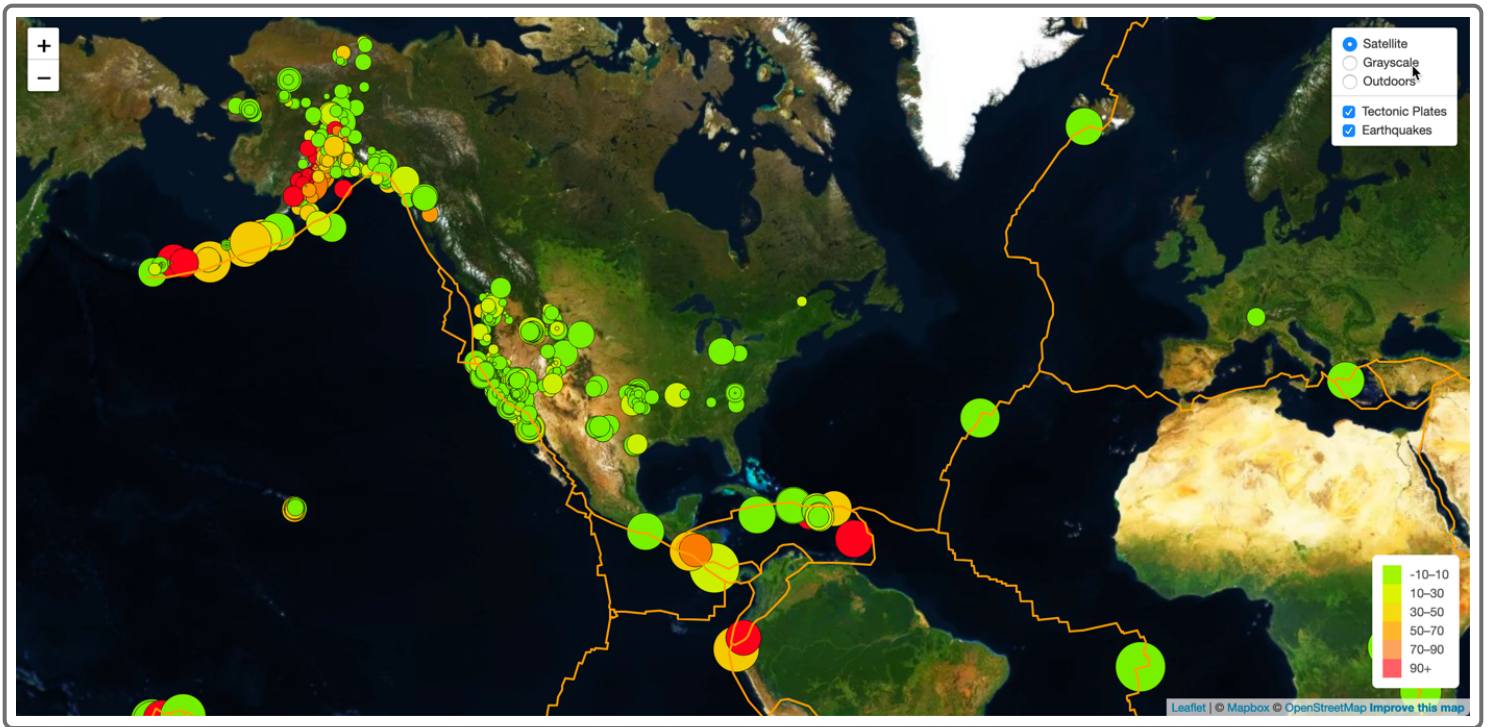 +
−
Satellite
Grayscale
Outdoors
Tectonic Plates
Earthquakes
-10–10
10–30
30–50
50–70
70–90
90+
Leaflet | © Mapbox © OpenStreetMap Improve this map